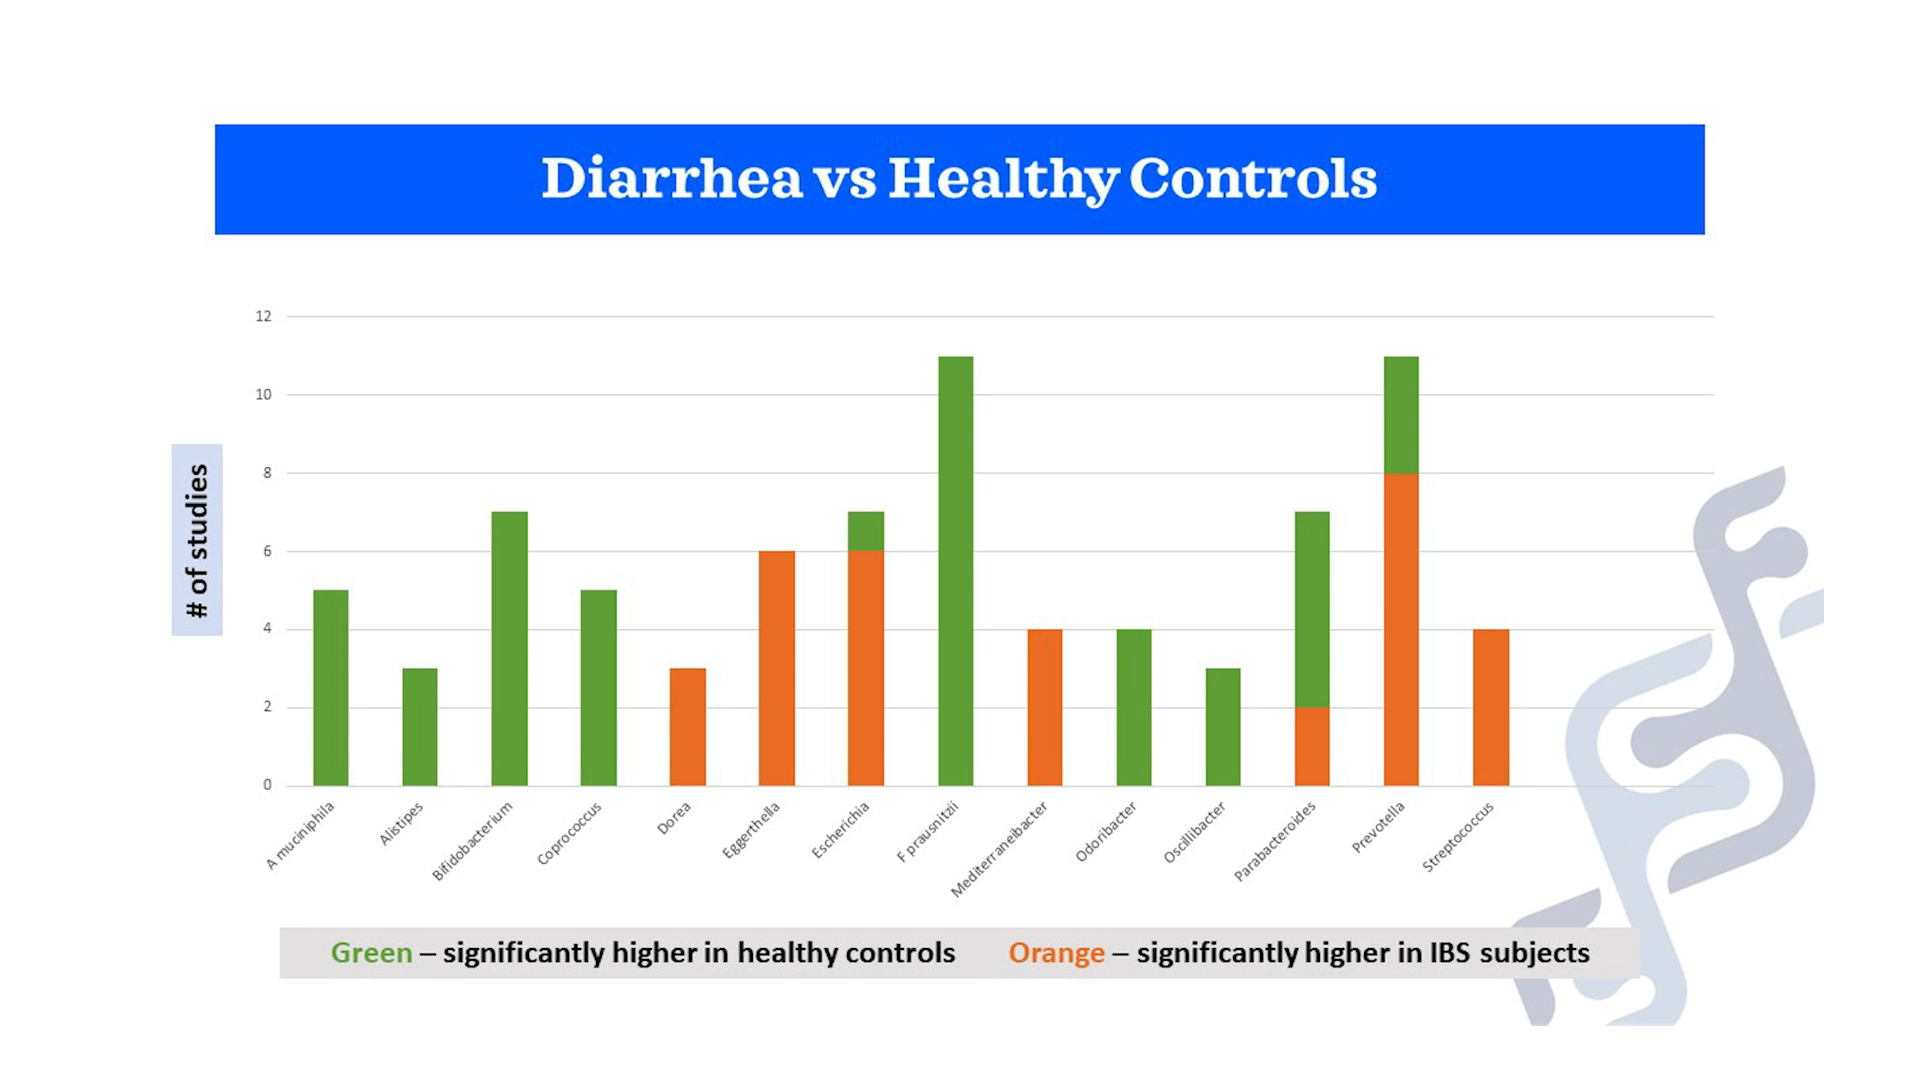 Diarrhea vs Healthy Controls
# of studies
12
10
8
6
4
2
0
A muciniphila
Alistipes
Bifidobacterium
Coprococcus
Dorea
Eggerthella
Escherichia
F prausnitzii
Mediterraneibacter
Odoribacter
Oscillibacter
Parabacteroides
Prevotella
Streptococcus
Green – significantly higher in healthy controls Orange – significantly higher in IBS subjects